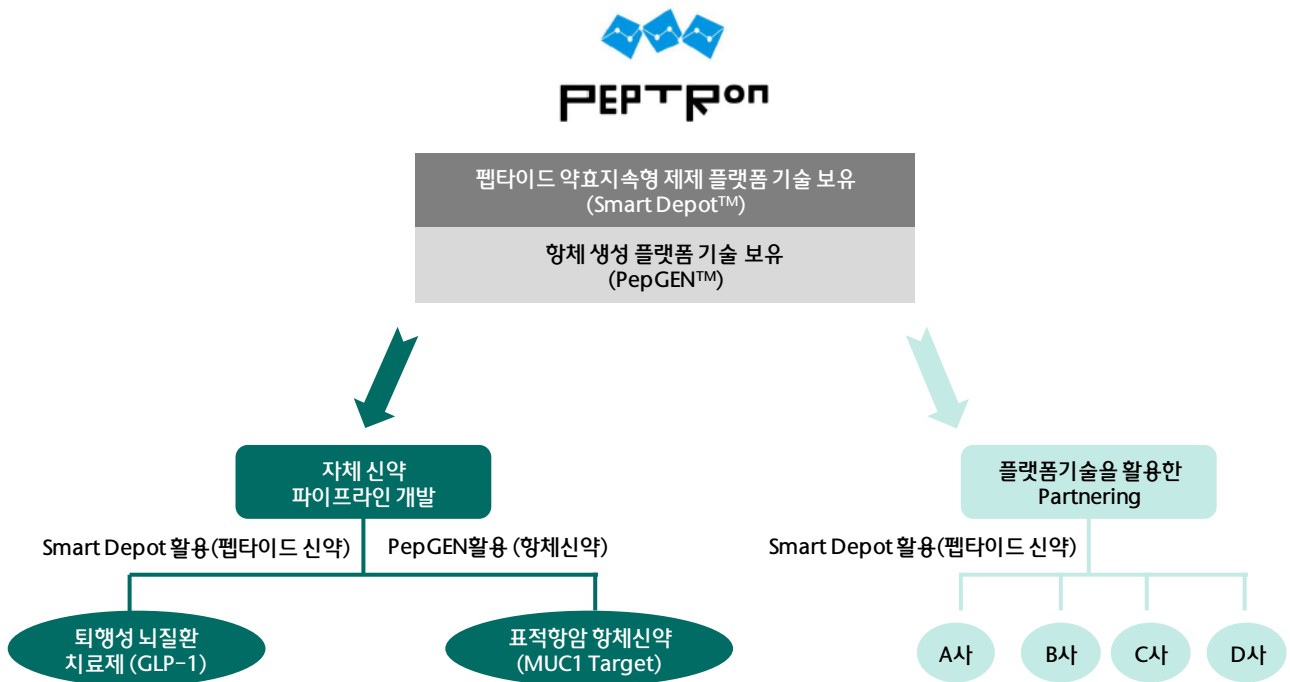 PEPTRON
펩타이드 약효지속형 제제 플랫폼 기술 보유
(Smart Depot™)
항체 생성 플랫폼 기술 보유
(PepGEN™)
자체 신약
파이프라인 개발
플랫폼기술을 활용한
Partnering
Smart Depot 활용(펩타이드 신약)
PepGEN활용 (항체신약)
Smart Depot 활용(펩타이드 신약)
퇴행성 뇌질환
치료제 (GLP-1)
표적항암 항체신약
(MUC1 Target)
A사
B사
C사
D사